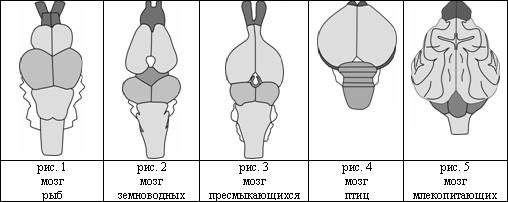 рис. 1
мозг
рыб
рис. 2
мозг
земноводных
рис. 3
мозг
пресмыкающихся
рис. 4
мозг
птиц
рис. 5
мозг
млекопитающих